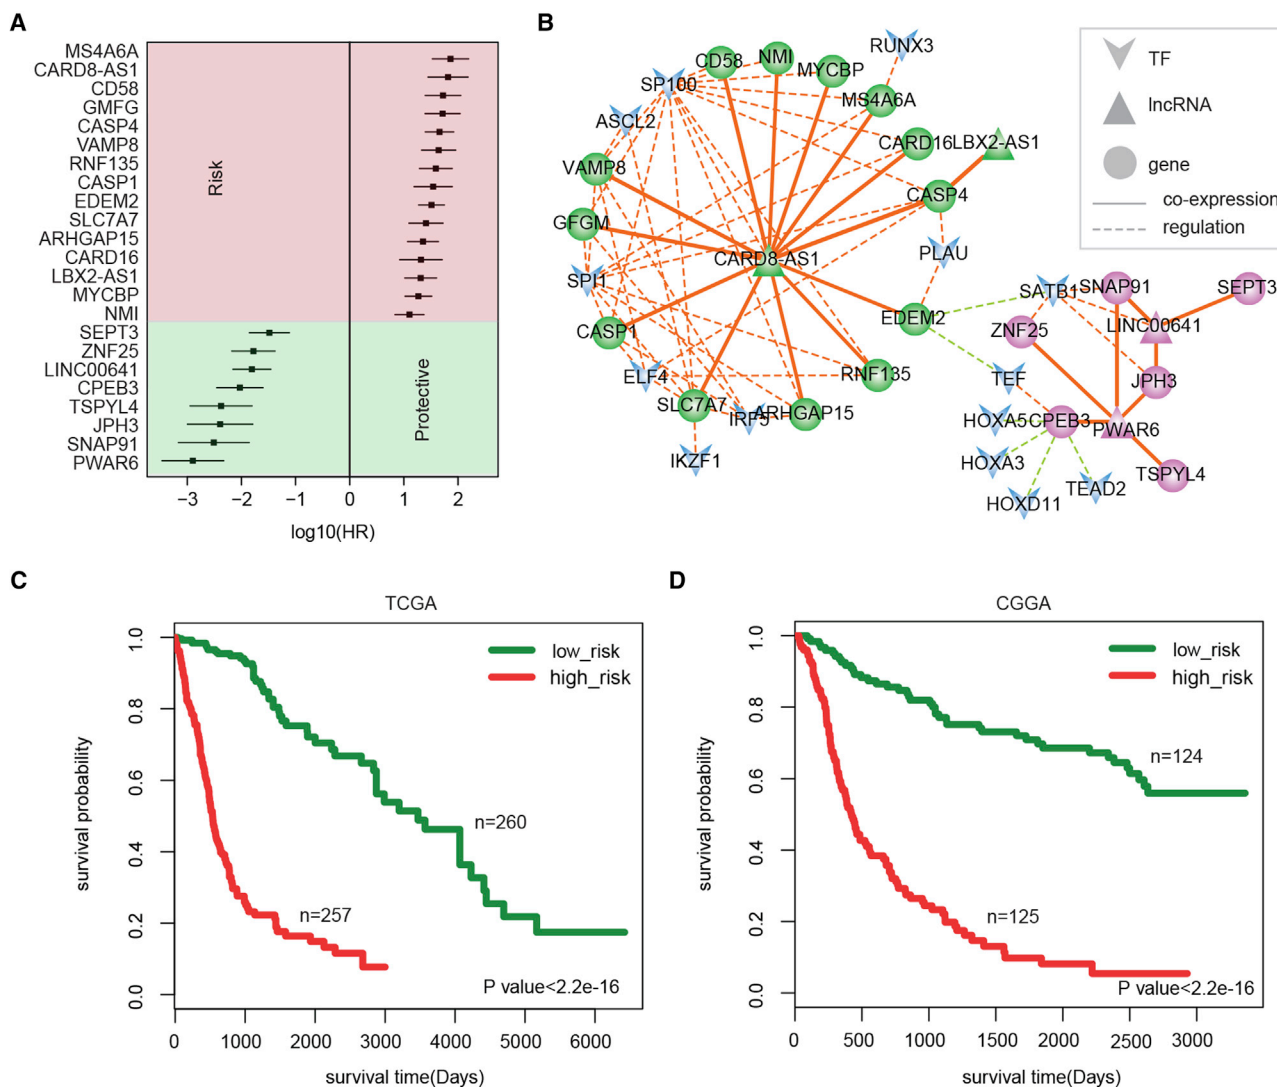 A
MS4A6A
CARD8-AS1
CD58
GMFG
CASP4
VAMP8
RNF135
CASP1
EDEM2
SLC7A7
ARHGAP15
CARD16
LBX2-AS1
MYCBP
NMI
SEPT3
ZNF25
LINC00641
CPEB3
TSPYL4
JPH3
SNAP91
PWAR6
Risk
Protective
−3 −2 −1 0 1 2
log10(HR)
B
RUNX3
CD58 NMI MYCBP
SP100
MS4A6A
ASCL2
CARD16 LBX2-AS1
VAMP8
CASP4
GFGM
PLAU
CARD8-AS1
SPI1
SATB1 SNAP91 SEPT3
EDEM2
CASP1
ZNF25 LINC00641
ELF4
RNF135
TEF
JPH3
SLC7A7
IRF5 ARHGAP15
HOXA5 CPEB3 PWAR6
IKZF1
HOXA3
TSPYL4
HOXD11 TEAD2
TF
lncRNA
gene
co-expression
regulation
C
TCGA
low_risk
high_risk
survival probability
1.0
0.8
0.6
0.4
0.2
0.0
n=260
n=257
P value<2.2e-16
0 1000 2000 3000 4000 5000 6000
survival time(Days)
D
CGGA
low_risk
high_risk
survival probability
1.0
0.8
0.6
0.4
0.2
0.0
n=124
n=125
P value<2.2e-16
0 500 1000 1500 2000 2500 3000
survival time(Days)